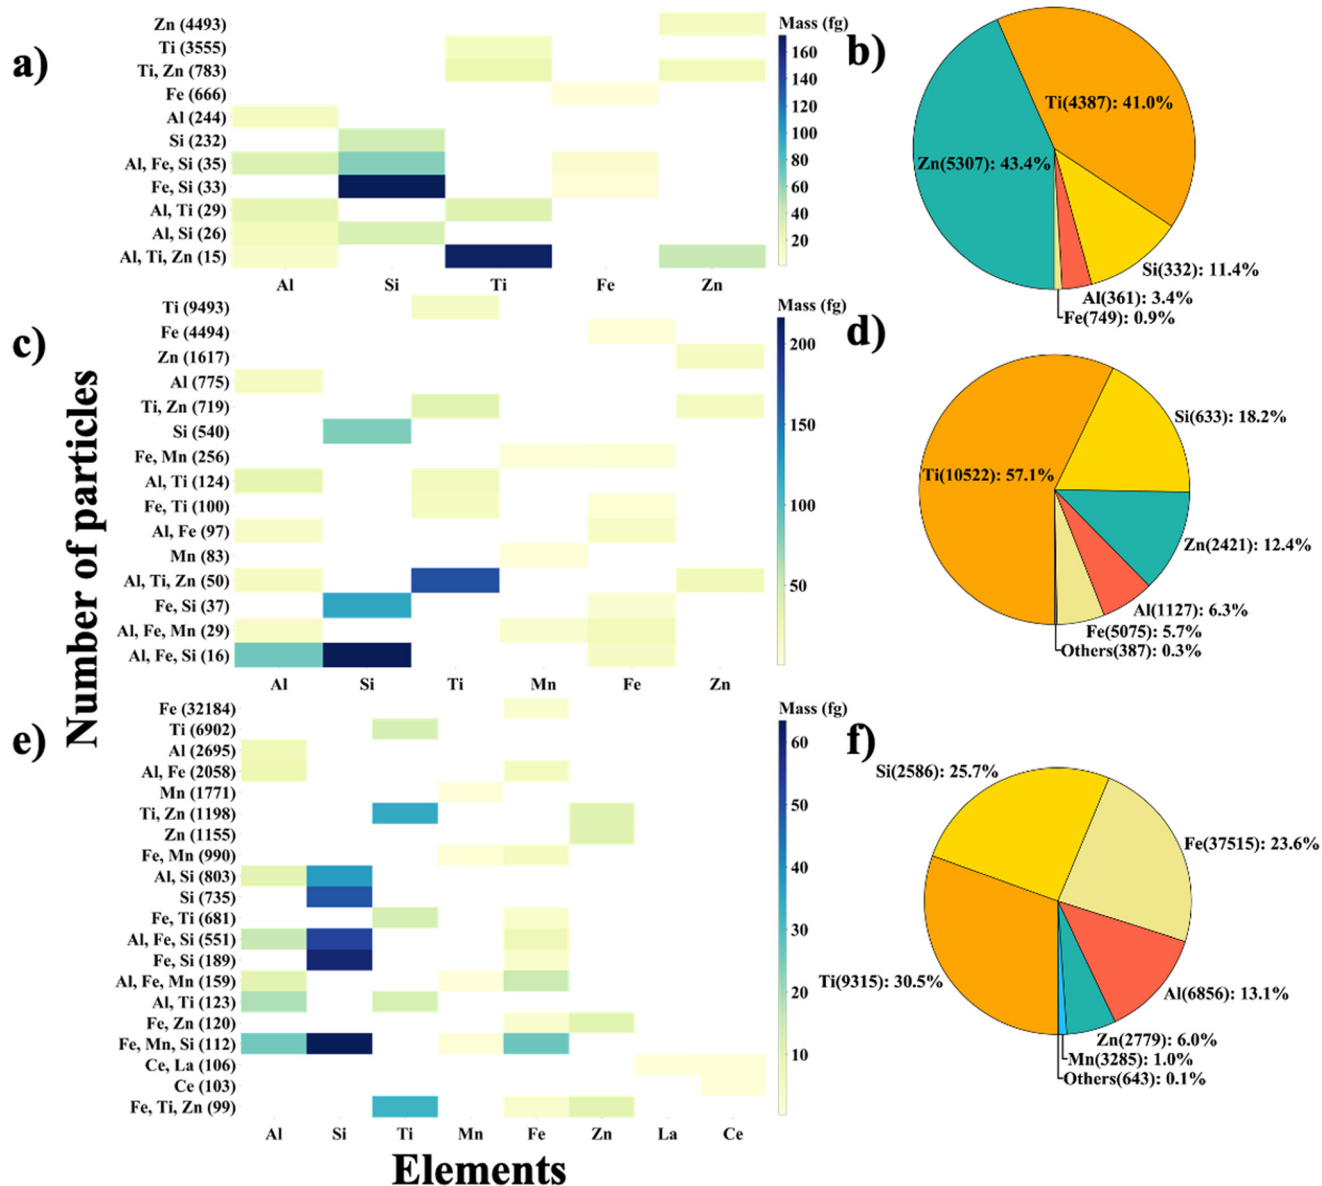 a)
Zn (4493)
Ti (3555)
Ti, Zn (783)
Fe (666)
Al (244)
Si (232)
Al, Fe, Si (35)
Fe, Si (33)
Al, Ti (29)
Al, Si (26)
Al, Ti, Zn (15)
Al Si Ti Fe Zn
Mass (fg)
160
140
120
100
80
60
40
20
b)
Ti(4387): 41.0%
Zn(5307): 43.4%
Si(332): 11.4%
Al(361): 3.4%
Fe(749): 0.9%
c)
Ti (9493)
Fe (4494)
Zn (1617)
Al (775)
Ti, Zn (719)
Si (540)
Fe, Mn (256)
Al, Ti (124)
Fe, Ti (100)
Al, Fe (97)
Mn (83)
Al, Ti, Zn (50)
Fe, Si (37)
Al, Fe, Mn (29)
Al, Fe, Si (16)
Al Si Ti Mn Fe Zn
Mass (fg)
200
150
100
50
d)
Si(633): 18.2%
Ti(10522): 57.1%
Zn(2421): 12.4%
Al(1127): 6.3%
Fe(5075): 5.7%
Others(387): 0.3%
Number of particles
e)
Fe (32184)
Ti (6902)
Al (2695)
Al, Fe (2058)
Mn (1771)
Ti, Zn (1198)
Zn (1155)
Fe, Mn (990)
Al, Si (803)
Si (735)
Fe, Ti (681)
Al, Fe, Si (551)
Fe, Si (189)
Al, Fe, Mn (159)
Al, Ti (123)
Fe, Zn (120)
Fe, Mn, Si (112)
Ce, La (106)
Ce (103)
Fe, Ti, Zn (99)
Al Si Ti Mn Fe Zn La Ce
Mass (fg)
60
50
40
30
20
10
f)
Si(2586): 25.7%
Fe(37515): 23.6%
Ti(9315): 30.5%
Al(6856): 13.1%
Zn(2779): 6.0%
Mn(3285): 1.0%
Others(643): 0.1%
Elements